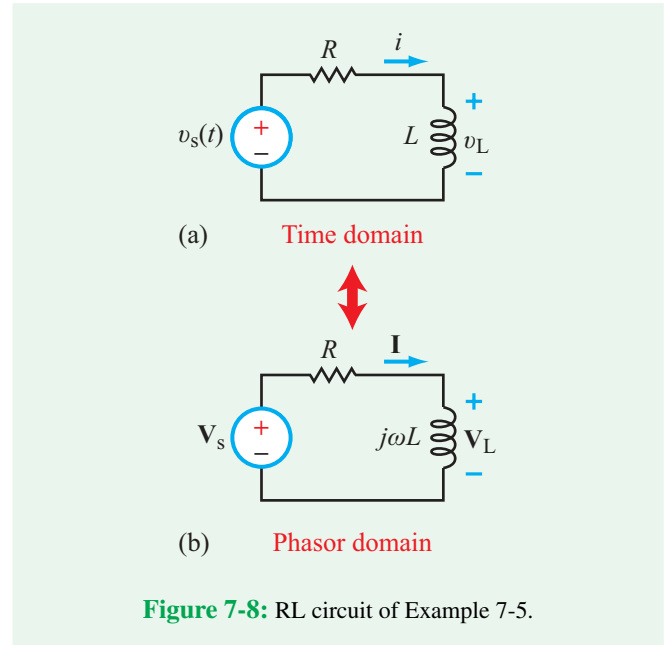 R i
+
υs(t) + − L υL
−
(a) Time domain
R I
+
Vs + − jωL VL
−
(b) Phasor domain
Figure 7-8: RL circuit of Example 7-5.